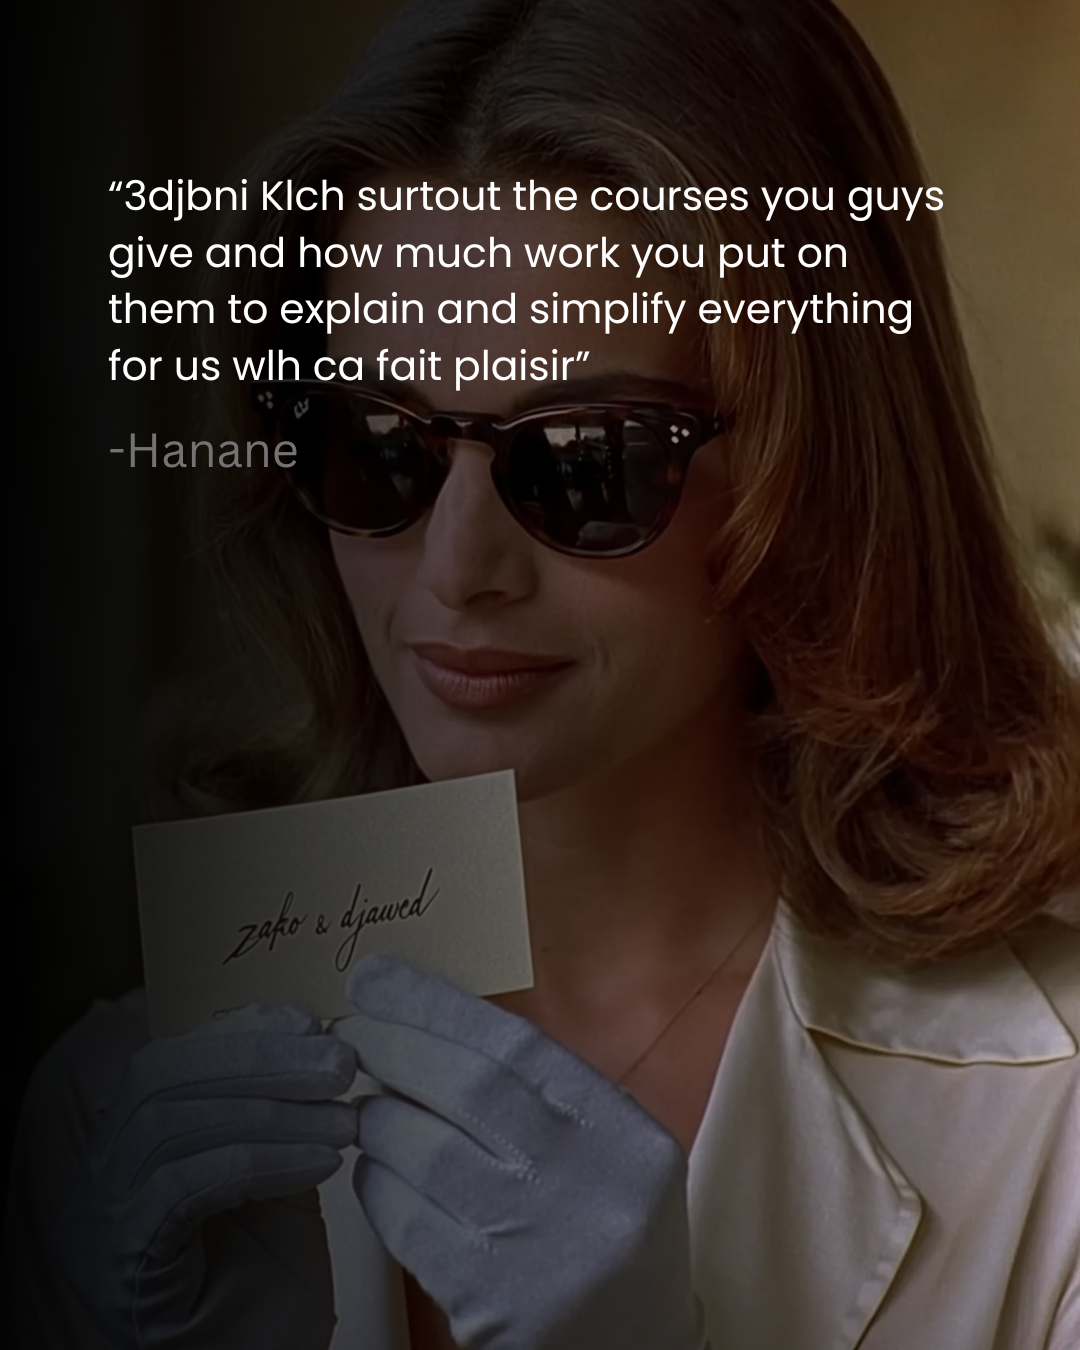 “3djbni Klch surtout the courses you guys
give and how much work you put on
them to explain and simplify everything
for us wlh ca fait plaisir”
-Hanane
zako & djawed